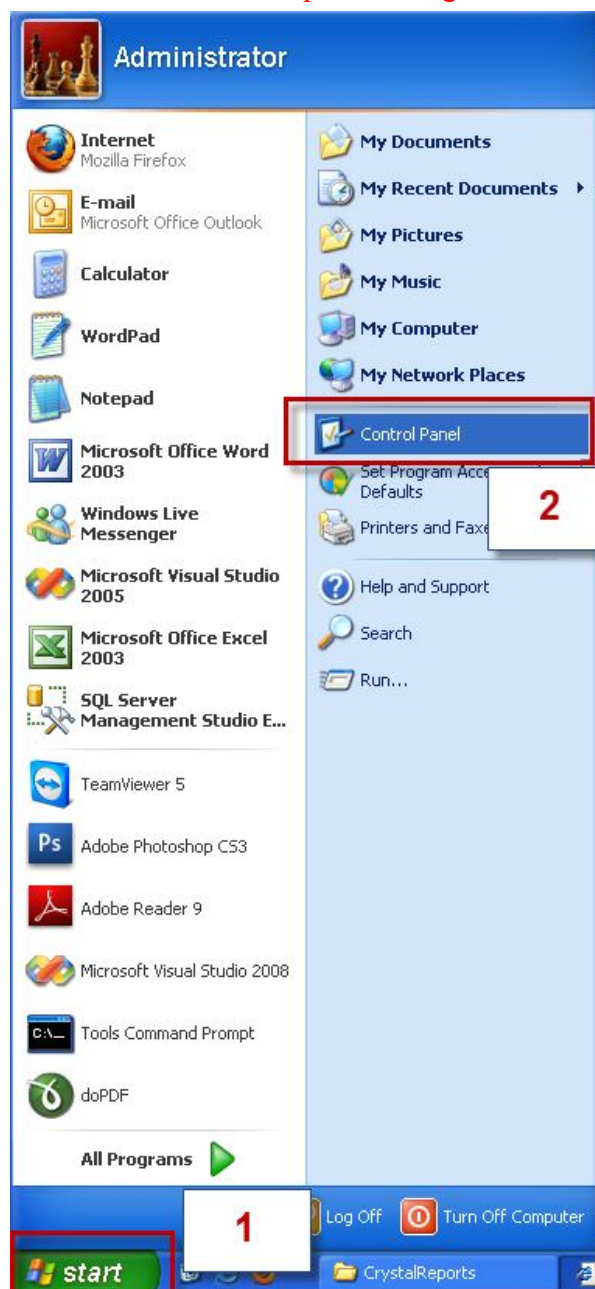 Administrator
Internet
Mozilla Firefox
E-mail
Microsoft Office Outlook
Calculator
WordPad
Notepad
Microsoft Office Word
2003
Windows Live
Messenger
Microsoft Visual Studio
2005
Microsoft Office Excel
2003
SQL Server
Management Studio E...
TeamViewer 5
Ps
Adobe Photoshop CS3
Adobe Reader 9
Microsoft Visual Studio 2008
C:\_
Tools Command Prompt
doPDF
All Programs
My Documents
My Recent Documents
My Pictures
My Music
My Computer
My Network Places
Control Panel
Set Program Acce
Defaults
2
Printers and Faxe
Help and Support
Search
Run...
1
Log Off
Turn Off Computer
start
CrystalReports